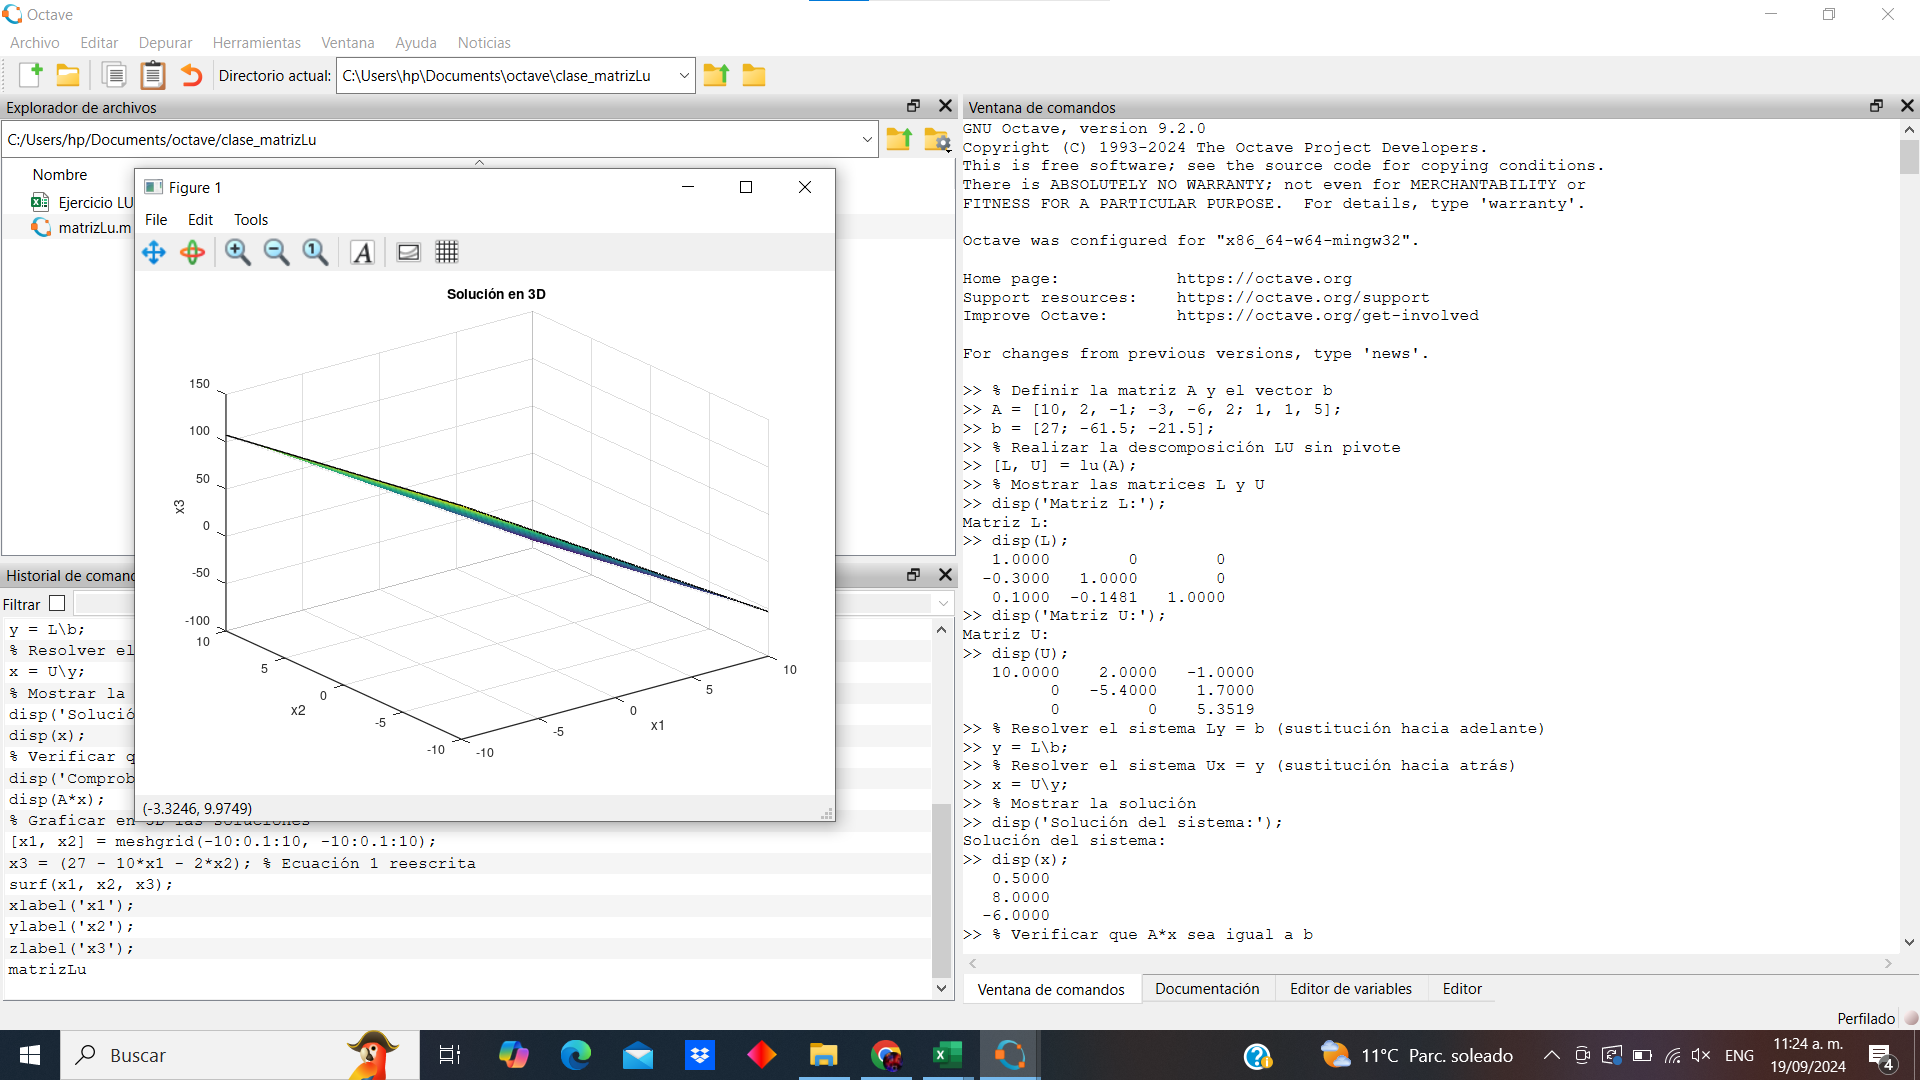 Octave
Archivo Editar Depurar Herramientas Ventana Ayuda Noticias
Directorio actual: C:\Users\hp\Documents\octave\clase_matrizLu
Explorador de archivos
C:/Users/hp/Documents/octave/clase_matrizLu
Nombre
Ejercicio LU
matrizLu.m
Figure 1
File Edit Tools
Solución en 3D
150
100
50
0
-50
-100
x3
10
5
0
-5
-10
x2
-10
-5
0
5
10
x1
(-3.3246, 9.9749)
Historial de coman
Filtrar
y = L\b;
% Resolver el
x = U\y;
% Mostrar la
disp('Solució
disp(x);
% Verificar q
disp('Comprob
disp(A*x);
% Graficar en 3D las soluciones
[x1, x2] = meshgrid(-10:0.1:10, -10:0.1:10);
x3 = (27 - 10*x1 - 2*x2); % Ecuación 1 reescrita
surf(x1, x2, x3);
xlabel('x1');
ylabel('x2');
zlabel('x3');
matrizLu
Ventana de comandos
GNU Octave, version 9.2.0
Copyright (C) 1993-2024 The Octave Project Developers.
This is free software; see the source code for copying conditions.
There is ABSOLUTELY NO WARRANTY; not even for MERCHANTABILITY or
FITNESS FOR A PARTICULAR PURPOSE.  For details, type 'warranty'.
Octave was configured for "x86_64-w64-mingw32".
Home page: https://octave.org
Support resources: https://octave.org/support
Improve Octave: https://octave.org/get-involved
For changes from previous versions, type 'news'.
>> % Definir la matriz A y el vector b
>> A = [10, 2, -1; -3, -6, 2; 1, 1, 5];
>> b = [27; -61.5; -21.5];
>> % Realizar la descomposición LU sin pivote
>> [L, U] = lu(A);
>> % Mostrar las matrices L y U
>> disp('Matriz L:');
Matriz L:
>> disp(L);
1.0000 0 0
-0.3000 1.0000 0
0.1000 -0.1481 1.0000
>> disp('Matriz U:');
Matriz U:
>> disp(U);
10.0000 2.0000 -1.0000
0 -5.4000 1.7000
0 0 5.3519
>> % Resolver el sistema Ly = b (sustitución hacia adelante)
>> y = L\b;
>> % Resolver el sistema Ux = y (sustitución hacia atrás)
>> x = U\y;
>> % Mostrar la solución
>> disp('Solución del sistema:');
Solución del sistema:
>> disp(x);
0.5000
8.0000
-6.0000
>> % Verificar que A*x sea igual a b
Ventana de comandos Documentación Editor de variables Editor
Perfilado
Buscar
11°C Parc. soleado
ENG
11:24 a. m.
19/09/2024
4